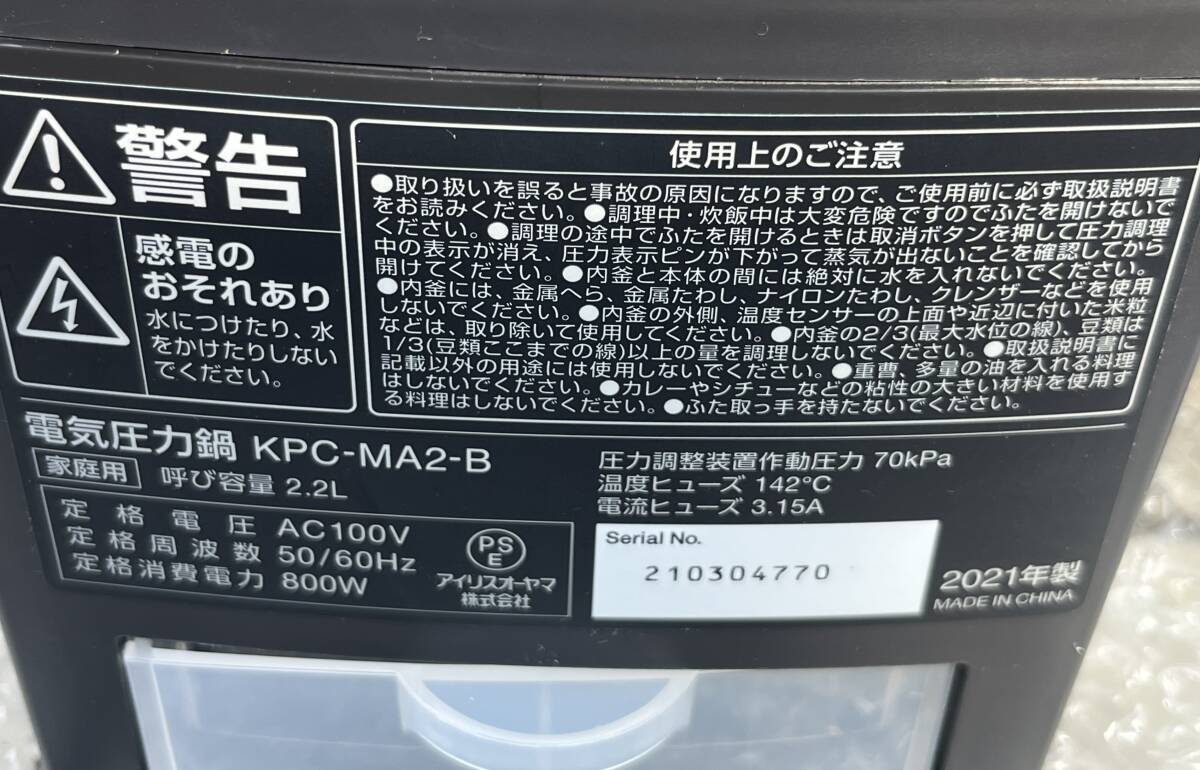 警告
感電の
おそれあり
水につけたり、水
をかけたりしない
でください。
使用上のご注意
●取り扱いを誤ると事故の原因になりますので、ご使用前に必ず取扱説明書
をお読みください。●調理中・炊飯中は大変危険ですのでふたを開けないで
ください。●調理の途中でふたを開けるときは取消ボタンを押して圧力調理
中の表示が消え、圧力表示ピンが下がって蒸気が出ないことを確認してから
開けてください。●内釜と本体の間には絶対に水を入れないでください。
●内釜には、金属へら、金属たわし、ナイロンたわし、クレンザーなどを使用
しないでください。●内釜の外側、温度センサーの上面や近辺に付いた米粒
などは、取り除いて使用してください。●内釜の2/3(最大水位の線)、豆類は
1/3(豆類ここまでの線)以上の量を調理しないでください。●取扱説明書に
記載以外の用途には使用しないでください。●重曹、多量の油を入れる料理
はしないでください。●カレーやシチューなどの粘性の大きい材料を使用す
る料理はしないでください。●ふた取っ手を持たないでください。
電気圧力鍋 KPC-MA2-B
家庭用 呼び容量 2.2L
定格電圧 AC100V
定格周波数 50/60Hz
定格消費電力 800W
PS
E
アイリスオーヤマ
株式会社
圧力調整装置作動圧力 70kPa
温度ヒューズ 142℃
電流ヒューズ 3.15A
Serial No.
210304770
2021年製
MADE IN CHINA